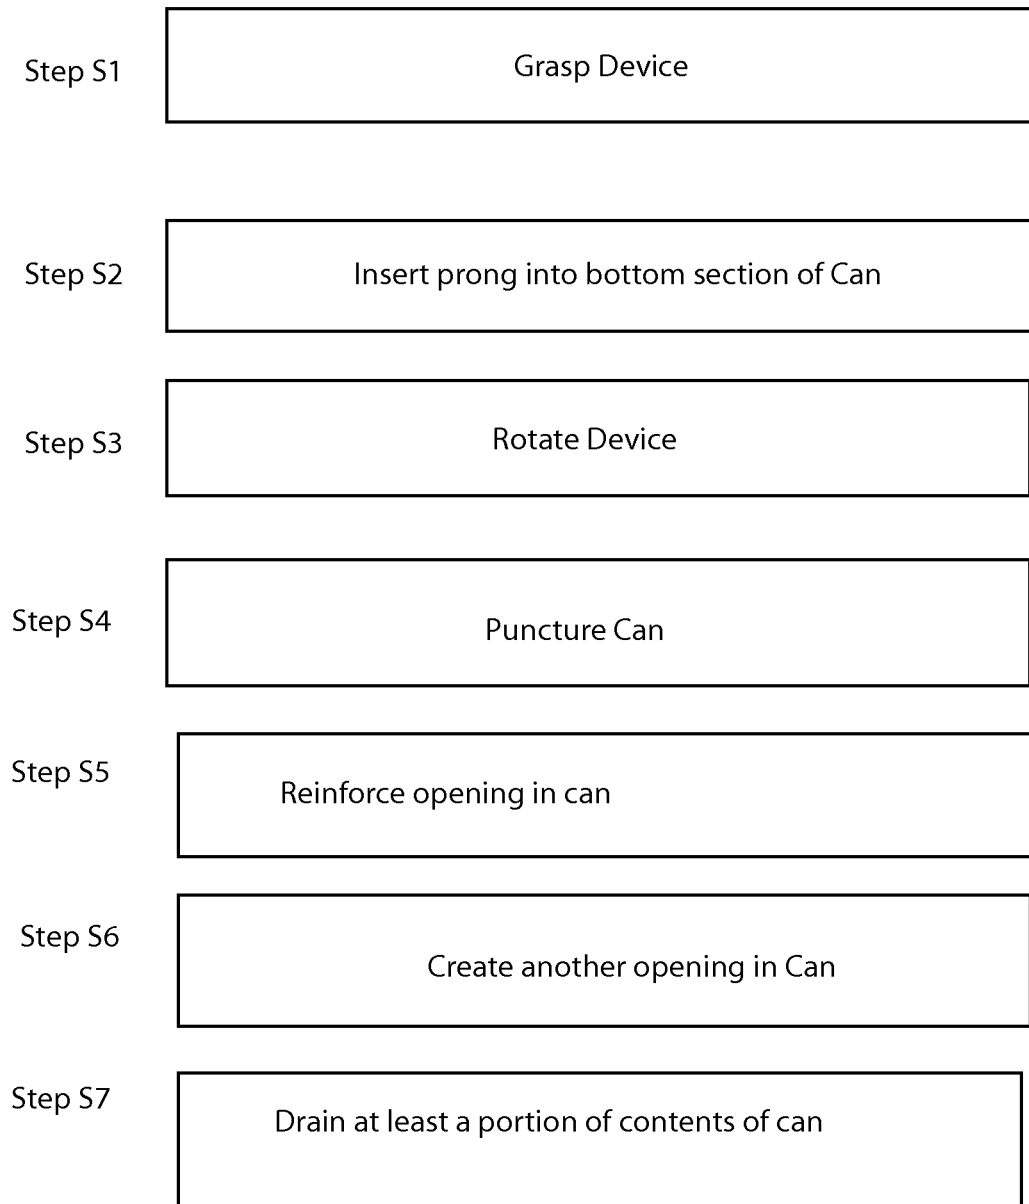 Step S1
Grasp Device
Step S2
Insert prong into bottom section of Can
Step S3
Rotate Device
Step S4
Puncture Can
Step S5
Reinforce opening in can
Step S6
Create another opening in Can
Step S7
Drain at least a portion of contents of can